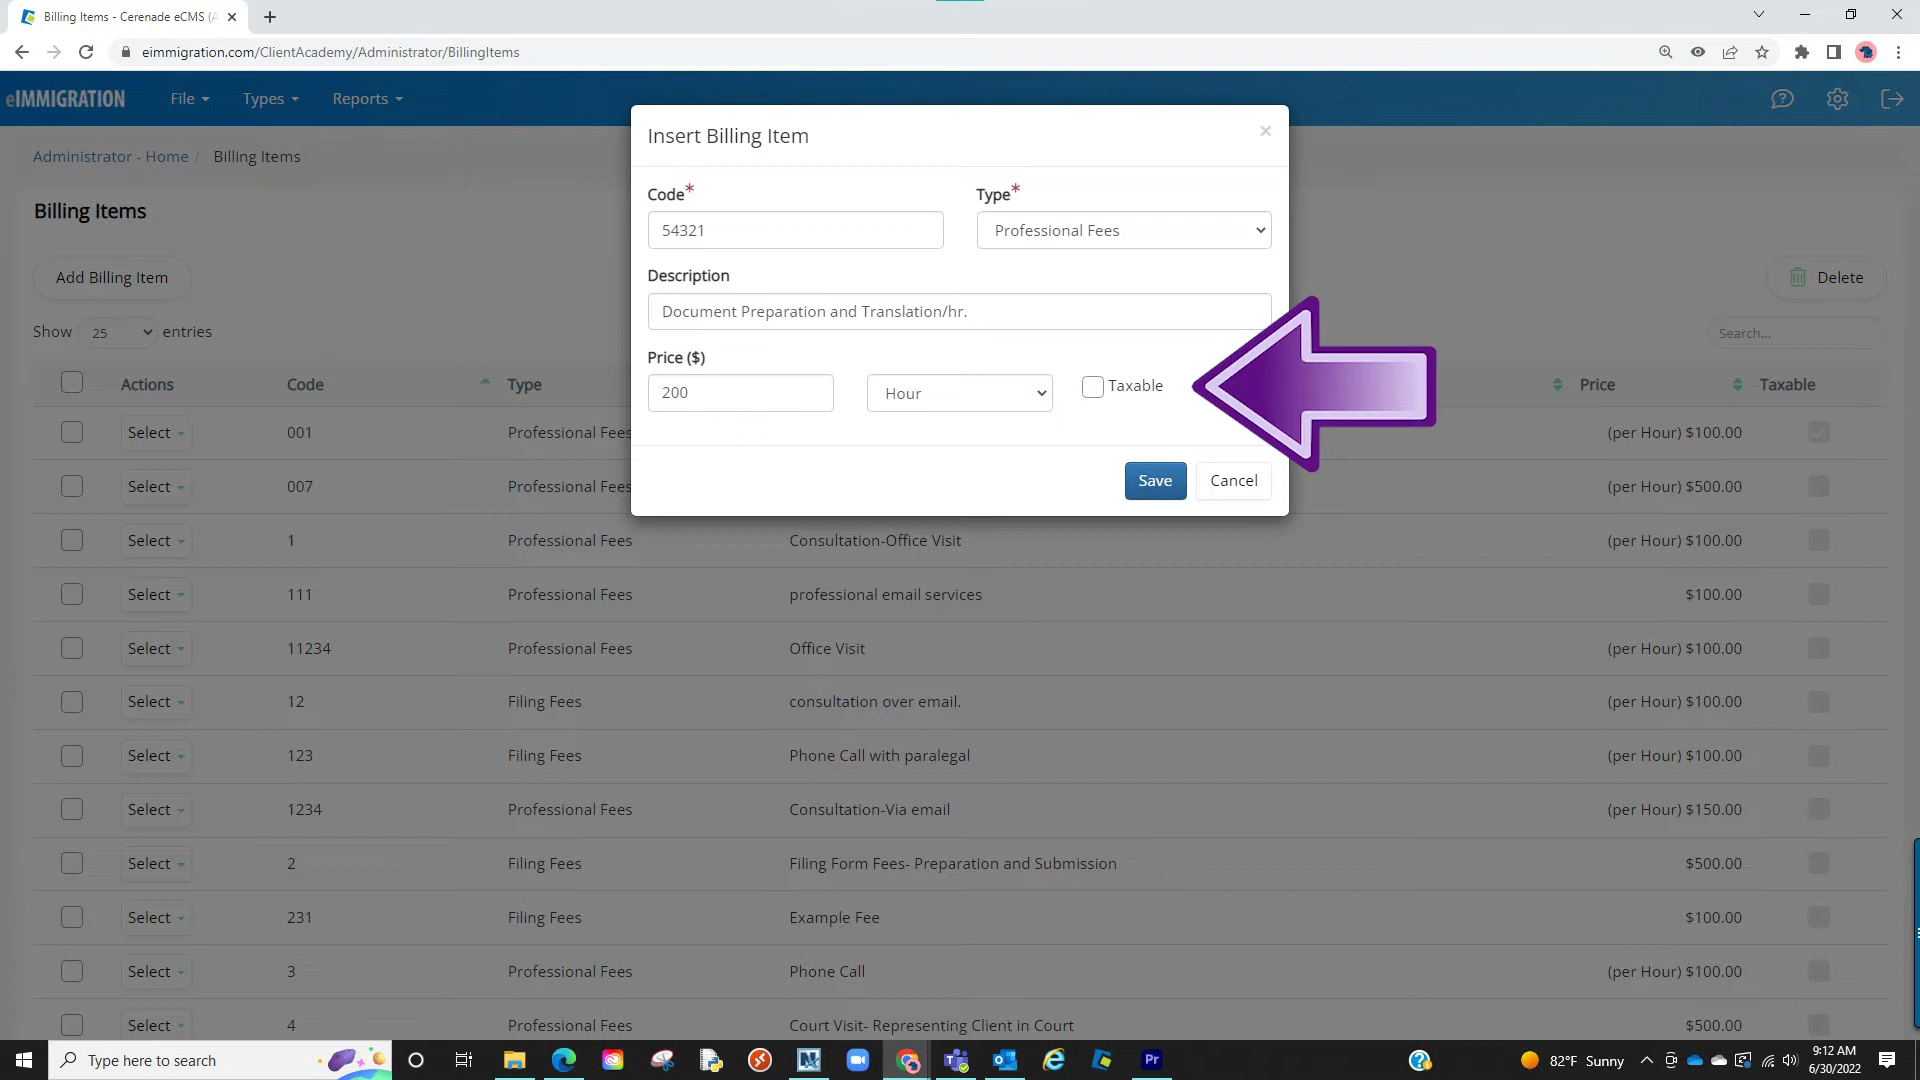 Billing Items - Cerenade eCMS (A
eimmigration.com/ClientAcademy/Administrator/BillingItems
eIMMIGRATION File Types Reports
Administrator - Home / Billing Items
Billing Items
Add Billing Item
Delete
Show 25 entries
Search...
Actions Code Type Price Taxable
Select 001 Professional Fees (per Hour) $100.00
Select 007 Professional Fees (per Hour) $500.00
Select 1 Professional Fees Consultation-Office Visit (per Hour) $100.00
Select 111 Professional Fees professional email services $100.00
Select 11234 Professional Fees Office Visit (per Hour) $100.00
Select 12 Filing Fees consultation over email. (per Hour) $100.00
Select 123 Filing Fees Phone Call with paralegal (per Hour) $100.00
Select 1234 Professional Fees Consultation-Via email (per Hour) $150.00
Select 2 Filing Fees Filing Form Fees- Preparation and Submission $500.00
Select 231 Filing Fees Example Fee $100.00
Select 3 Professional Fees Phone Call (per Hour) $100.00
Select 4 Professional Fees Court Visit- Representing Client in Court $500.00
Insert Billing Item ×
Code* Type*
54321 Professional Fees
Description
Document Preparation and Translation/hr.
Price ($)
200 Hour Taxable
Save Cancel
Type here to search
Pr
82°F Sunny
9:12 AM
6/30/2022